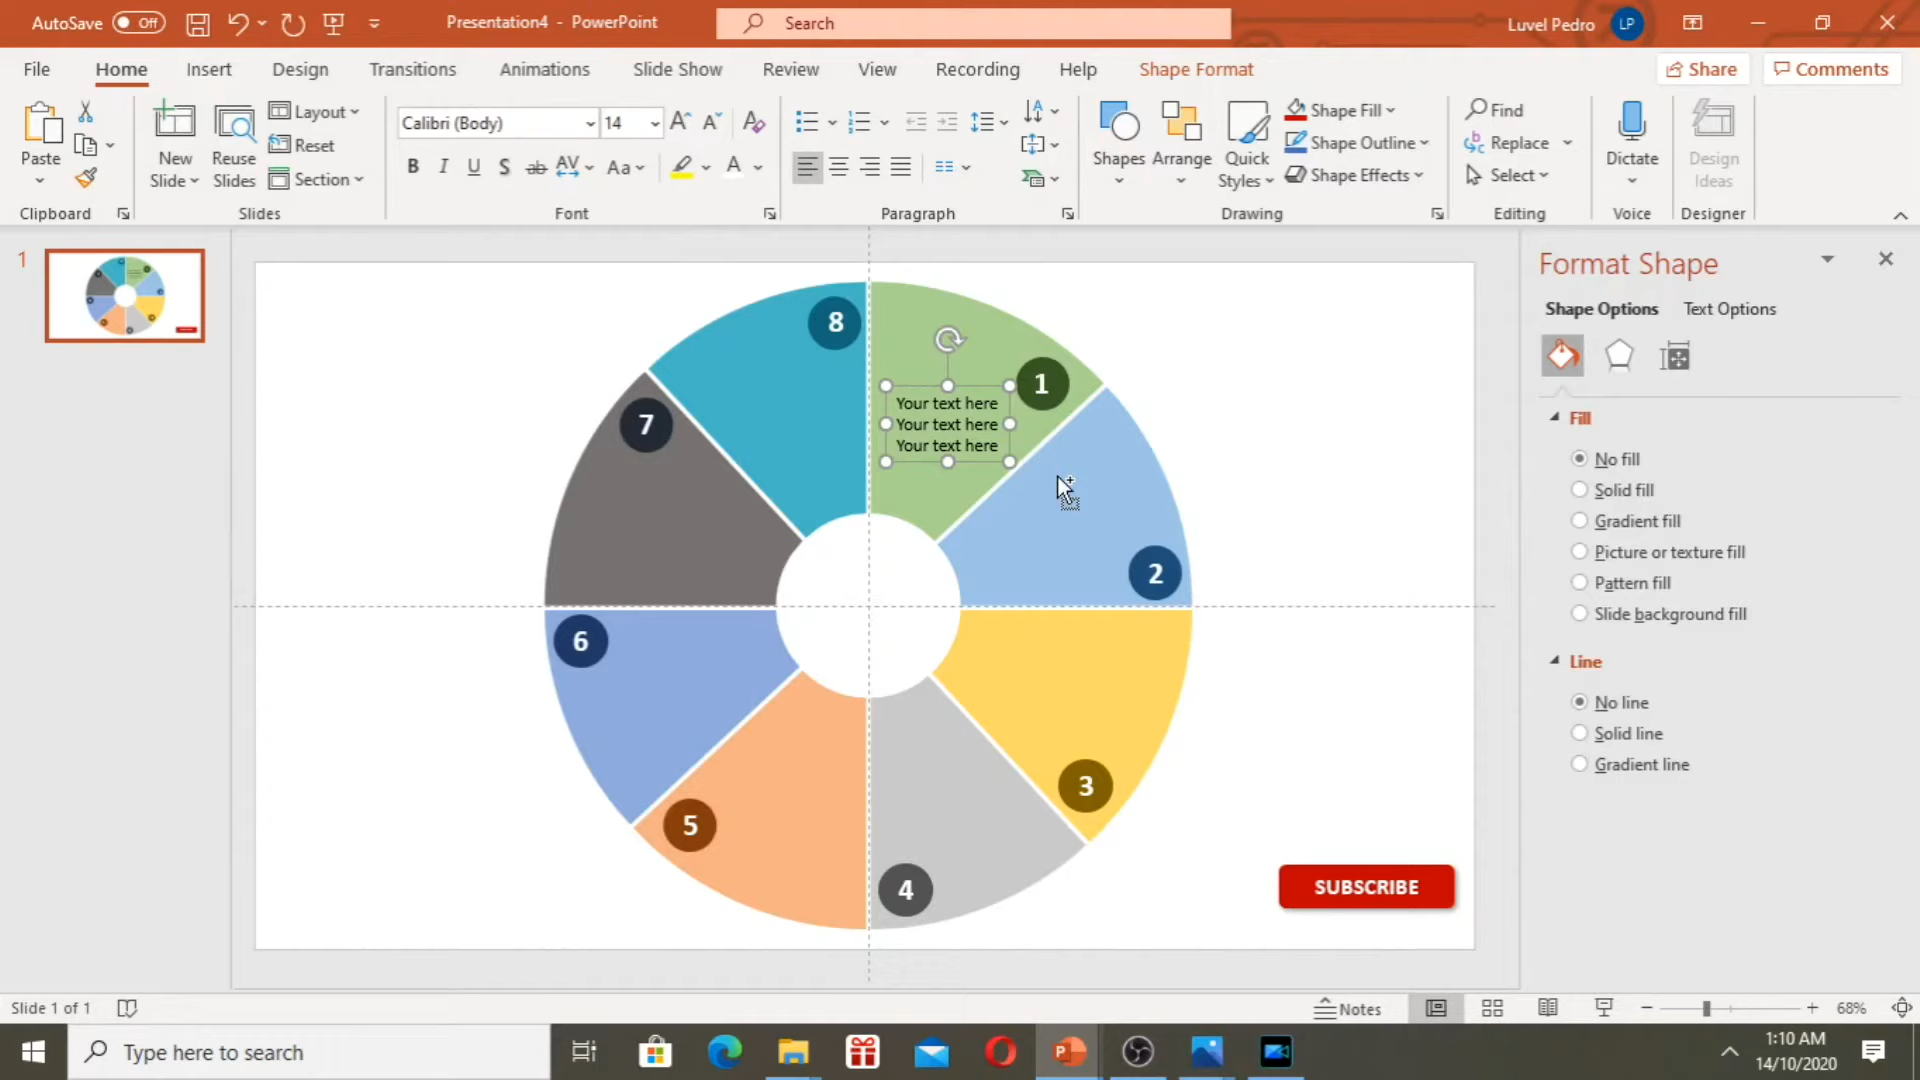 AutoSave Off Presentation4 - PowerPoint Search Luvel Pedro LP
File Home Insert Design Transitions Animations Slide Show Review View Recording Help Shape Format Share Comments
Paste
New Slide
Reuse Slides
Layout
Reset
Section
Calibri (Body) 14
B I U S ab AV Aa A
Shapes
Arrange
Quick Styles
Shape Fill
Shape Outline
Shape Effects
Find
Replace
Select
Dictate
Design Ideas
Clipboard Slides Font Paragraph Drawing Editing Voice Designer
1
8
1
7
Your text here
Your text here
Your text here
2
6
3
5
4
SUBSCRIBE
Format Shape
Shape Options Text Options
Fill
No fill
Solid fill
Gradient fill
Picture or texture fill
Pattern fill
Slide background fill
Line
No line
Solid line
Gradient line
Slide 1 of 1 Notes 68%
Type here to search
1:10 AM
14/10/2020